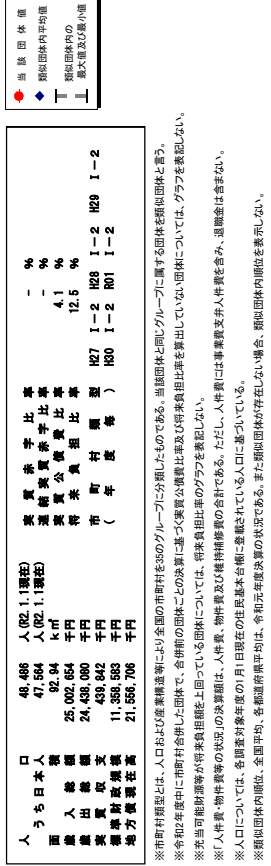 人口 48,486 人(R2.1.1現在)
うち日本人 47,564 人(R2.1.1現在)
面積 92.94 k㎡
歳入総額 25,002,654 千円
歳出総額 24,438,080 千円
実質収支 439,842 千円
標準財政規模 11,358,583 千円
地方債現在高 21,556,706 千円
実質赤字比率 - %
連結実質赤字比率 - %
実質公債費比率 4.1 %
将来負担比率 12.5 %
市町村類型 H27 Ⅰ-2 H28 Ⅰ-2 H29 Ⅰ-2
(年度毎) H30 Ⅰ-2 R01 Ⅰ-2
当該団体値
類似団体内平均値
類似団体内の
最大値及び最小値
※市町村類型とは、人口および産業構造等により全国の市町村を35のグループに分類したものである。当該団体と同じグループに属する団体を類似団体と言う。
※令和2年度中に市町村合併した団体で、合併前の団体ごとの決算に基づく実質公債費比率及び将来負担比率を算出していない団体については、グラフを表記しない。
※充当可能財源等が将来負担額を上回っている団体については、将来負担比率のグラフを表記しない。
※「人件費・物件費等の状況」の決算額は、人件費、物件費及び維持補修費の合計である。ただし、人件費には事業費支弁人件費を含み、退職金は含まない。
※人口については、各調査対象年度の1月1日現在の住民基本台帳に登載されている人口に基づいている。
※類似団体内順位、全国平均、各都道府県平均は、令和元年度決算の状況である。また類似団体が存在しない場合、類似団体内順位を表示しない。